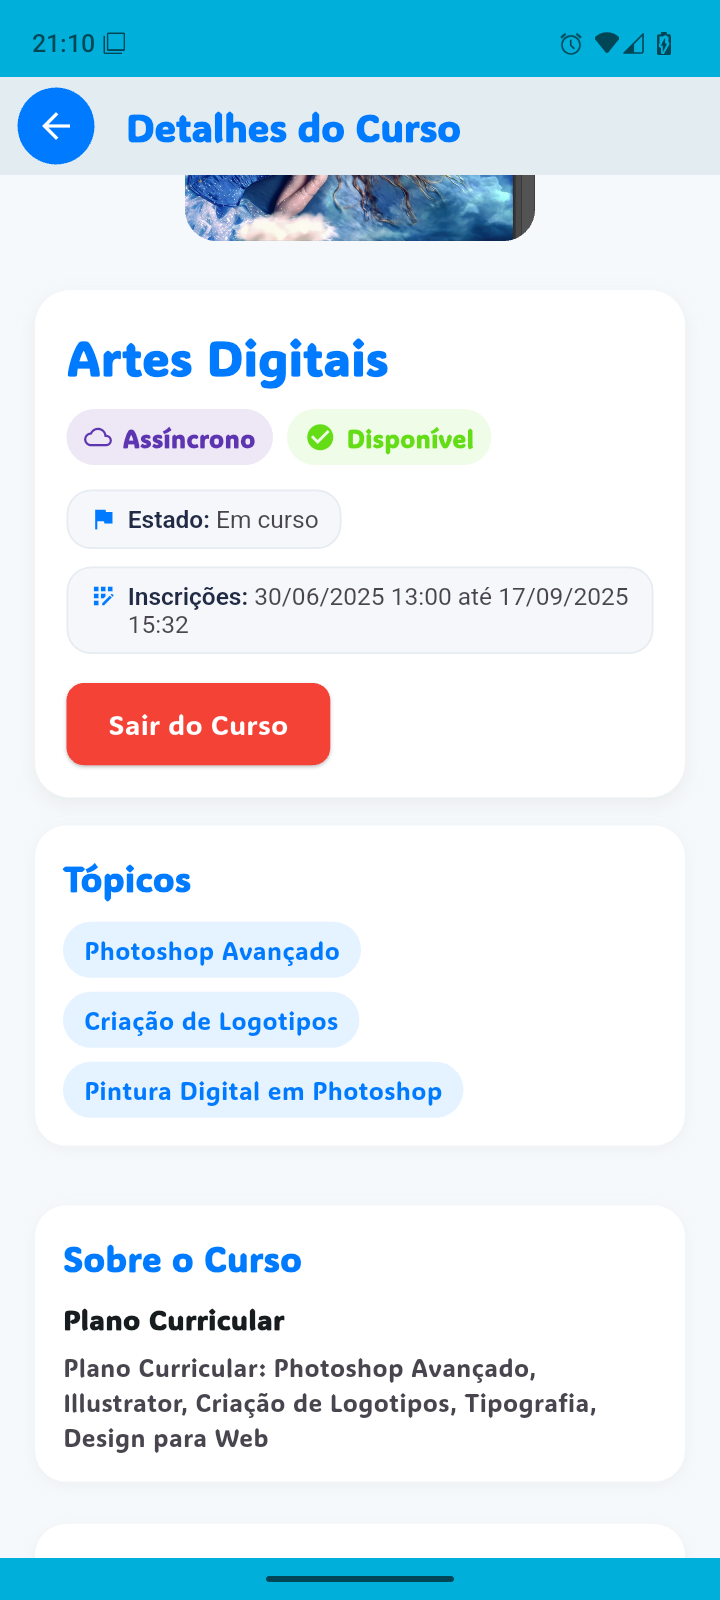 21:10
Detalhes do Curso
Artes Digitais
Assíncrono
Disponível
Estado: Em curso
Inscrições: 30/06/2025 13:00 até 17/09/2025
15:32
Sair do Curso
Tópicos
Photoshop Avançado
Criação de Logotipos
Pintura Digital em Photoshop
Sobre o Curso
Plano Curricular
Plano Curricular: Photoshop Avançado,
Illustrator, Criação de Logotipos, Tipografia,
Design para Web